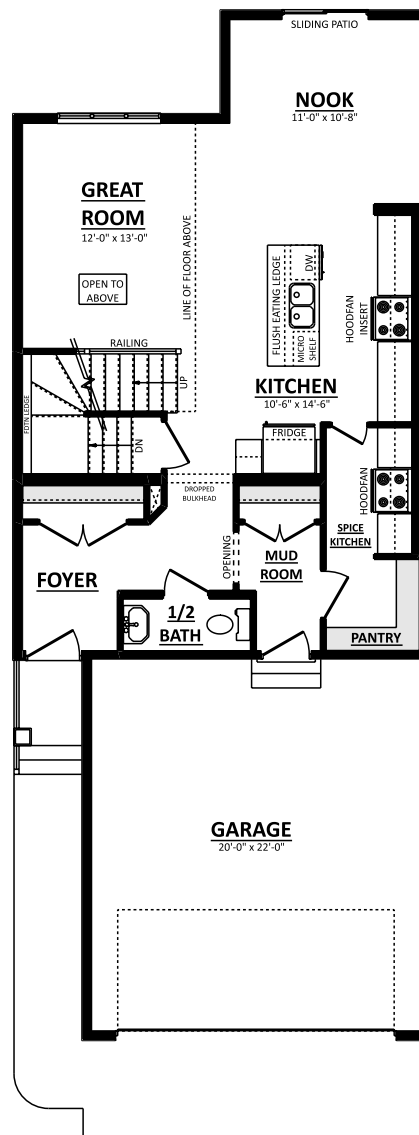 SLIDING PATIO
NOOK
11'-0" x 10'-8"
GREAT
ROOM
12'-0" x 13'-0"
OPEN TO
ABOVE
LINE OF FLOOR ABOVE
FLUSH EATING LEDGE
DW
MICRO
SHELF
HOODFAN
INSERT
RAILING
UP
KITCHEN
10'-6" x 14'-6"
FDTN LEDGE
DN
FRIDGE
DROPPED
BULKHEAD
HOODFAN
SPICE
KITCHEN
OPENING
MUD
ROOM
FOYER
1/2
BATH
PANTRY
GARAGE
20'-0" x 22'-0"